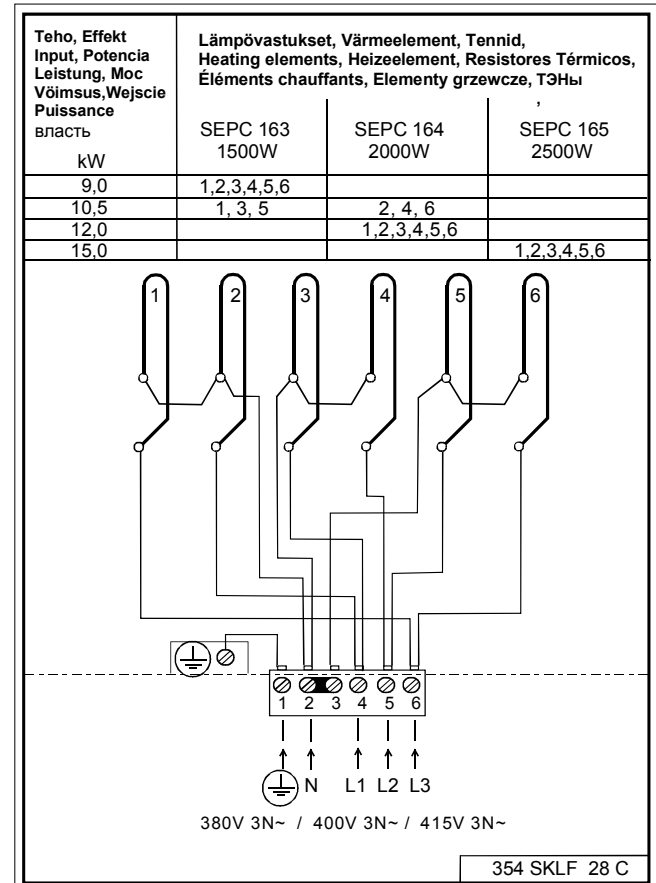 Teho, Effekt
Input, Potencia
Leistung, Moc
Vöimsus,Wejscie
Puissance
власть
kW
Lämpövastukset, Värmeelement, Tennid,
Heating elements, Heizeelement, Resistores Térmicos,
Éléments chauffants, Elementy grzewcze, ТЭНы
,
SEPC 163
1500W
SEPC 164
2000W
SEPC 165
2500W
9,0 1,2,3,4,5,6
10,5 1, 3, 5 2, 4, 6
12,0 1,2,3,4,5,6
15,0 1,2,3,4,5,6
1 2 3 4 5 6
1 2 3 4 5 6
N L1 L2 L3
380V 3N~ / 400V 3N~ / 415V 3N~
354 SKLF 28 C